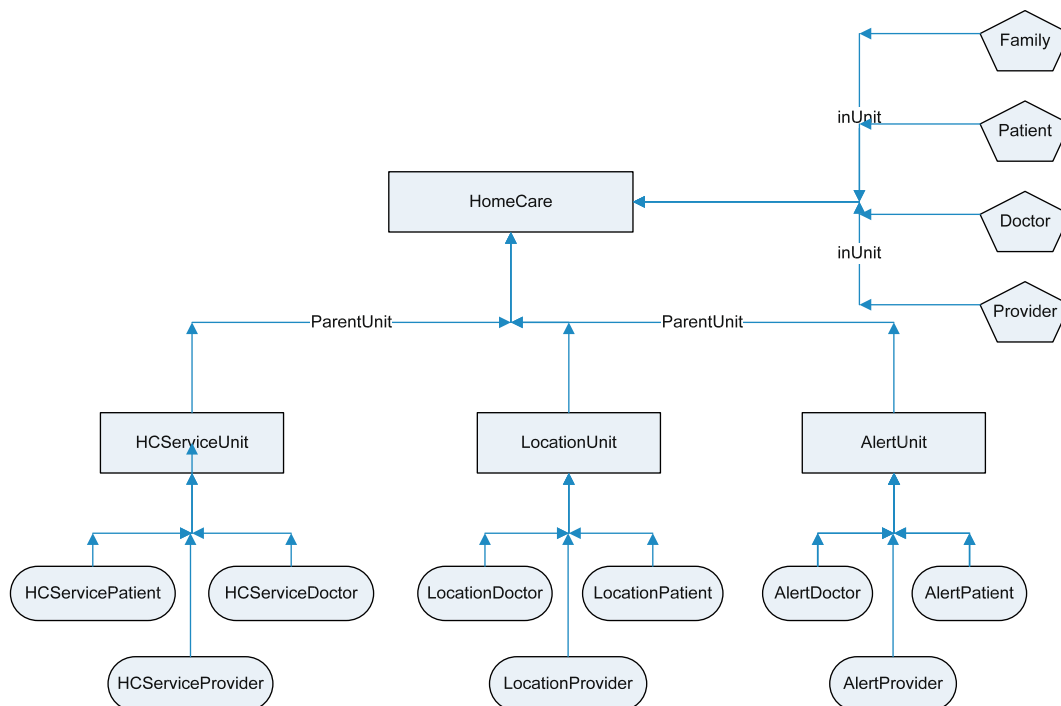 Family
inUnit
Patient
HomeCare
Doctor
inUnit
Provider
ParentUnit
ParentUnit
HCServiceUnit
LocationUnit
AlertUnit
HCServicePatient
HCServiceDoctor
LocationDoctor
LocationPatient
AlertDoctor
AlertPatient
HCServiceProvider
LocationProvider
AlertProvider